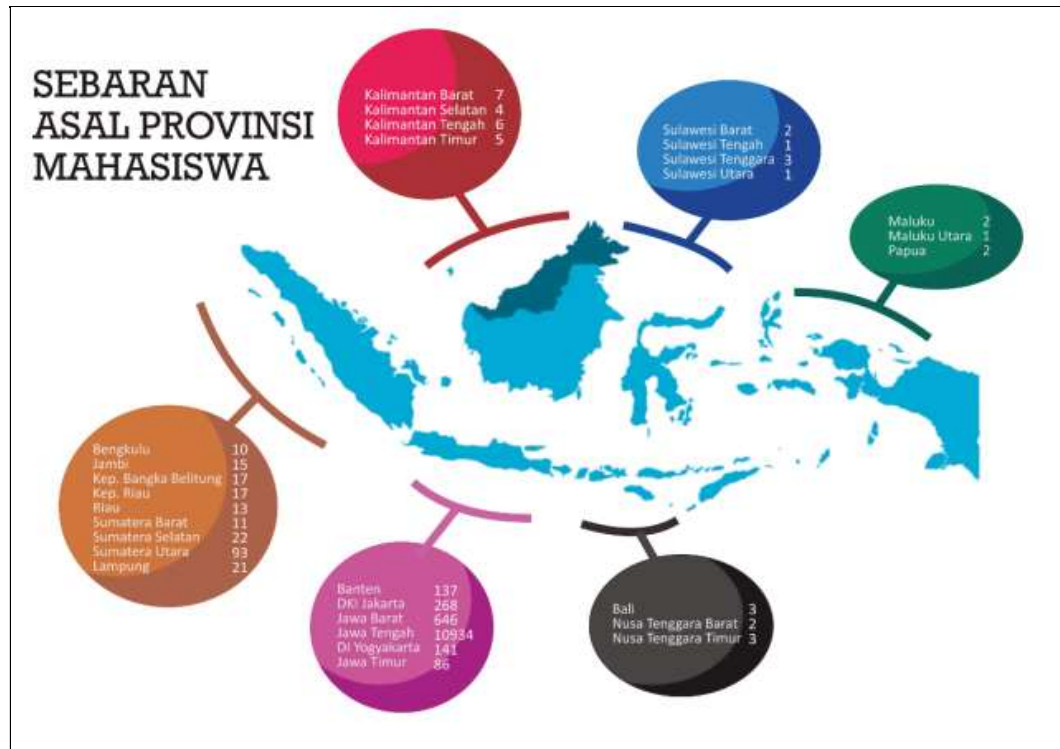 SEBARAN
ASAL PROVINSI
MAHASISWA
Kalimantan Barat 7
Kalimantan Selatan 4
Kalimantan Tengah 6
Kalimantan Timur 5
Sulawesi Barat 2
Sulawesi Tengah 1
Sulawesi Tenggara 3
Sulawesi Utara 1
Maluku 2
Maluku Utara 1
Papua 2
Bengkulu 10
Jambi 15
Kep. Bangka Belitung 17
Kep. Riau 17
Riau 13
Sumatera Barat 11
Sumatera Selatan 22
Sumatera Utara 93
Lampung 21
Banten 137
DKI Jakarta 268
Jawa Barat 646
Jawa Tengah 10934
DI Yogyakarta 141
Jawa Timur 86
Bali 3
Nusa Tenggara Barat 2
Nusa Tenggara Timur 3